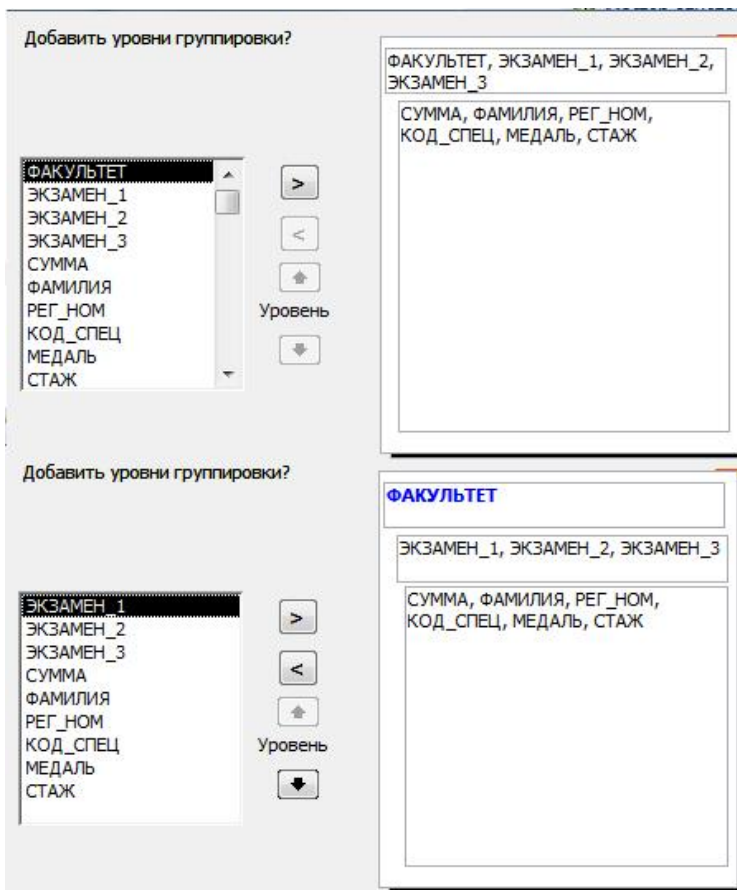 Добавить уровни группировки?
ФАКУЛЬТЕТ, ЭКЗАМЕН_1, ЭКЗАМЕН_2,
ЭКЗАМЕН_3
СУММА, ФАМИЛИЯ, РЕГ_НОМ,
КОД_СПЕЦ, МЕДАЛЬ, СТАЖ
ФАКУЛЬТЕТ
ЭКЗАМЕН_1
ЭКЗАМЕН_2
ЭКЗАМЕН_3
СУММА
ФАМИЛИЯ
РЕГ_НОМ
КОД_СПЕЦ
МЕДАЛЬ
СТАЖ
>
<
Уровень
Добавить уровни группировки?
ФАКУЛЬТЕТ
ЭКЗАМЕН_1, ЭКЗАМЕН_2, ЭКЗАМЕН_3
СУММА, ФАМИЛИЯ, РЕГ_НОМ,
КОД_СПЕЦ, МЕДАЛЬ, СТАЖ
ЭКЗАМЕН_1
ЭКЗАМЕН_2
ЭКЗАМЕН_3
СУММА
ФАМИЛИЯ
РЕГ_НОМ
КОД_СПЕЦ
МЕДАЛЬ
СТАЖ
>
<
Уровень